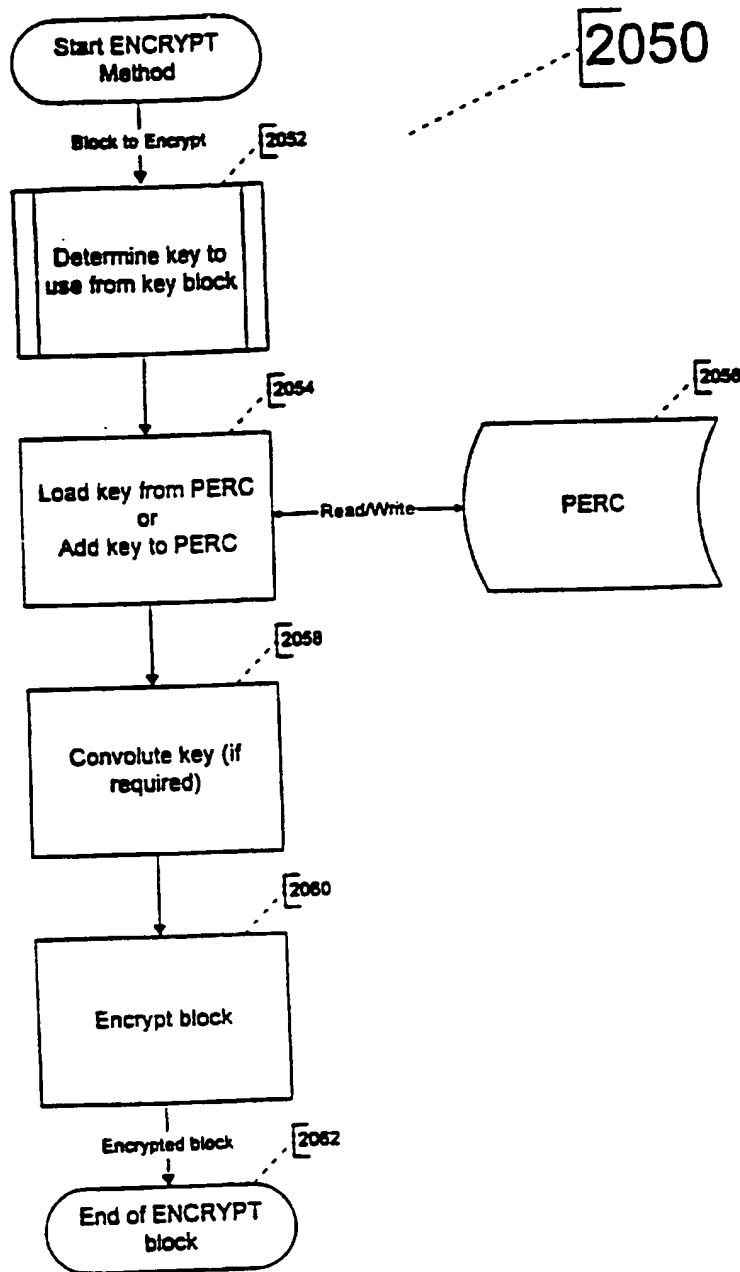 Start ENCRYPT
Method
2050
Block to Encrypt
2052
Determine key to
use from key block
2054
2056
Load key from PERC
or
Add key to PERC
Read/Write
PERC
2058
Convolute key (if
required)
2060
Encrypt block
Encrypted block
2062
End of ENCRYPT
block